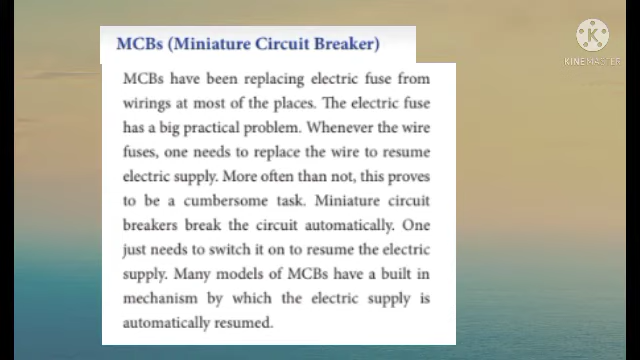 MCBs (Miniature Circuit Breaker)
KINEMASTER
MCBs have been replacing electric fuse from
wirings at most of the places. The electric fuse
has a big practical problem. Whenever the wire
fuses, one needs to replace the wire to resume
electric supply. More often than not, this proves
to be a cumbersome task. Miniature circuit
breakers break the circuit automatically. One
just needs to switch it on to resume the electric
supply. Many models of MCBs have a built in
mechanism by which the electric supply is
automatically resumed.